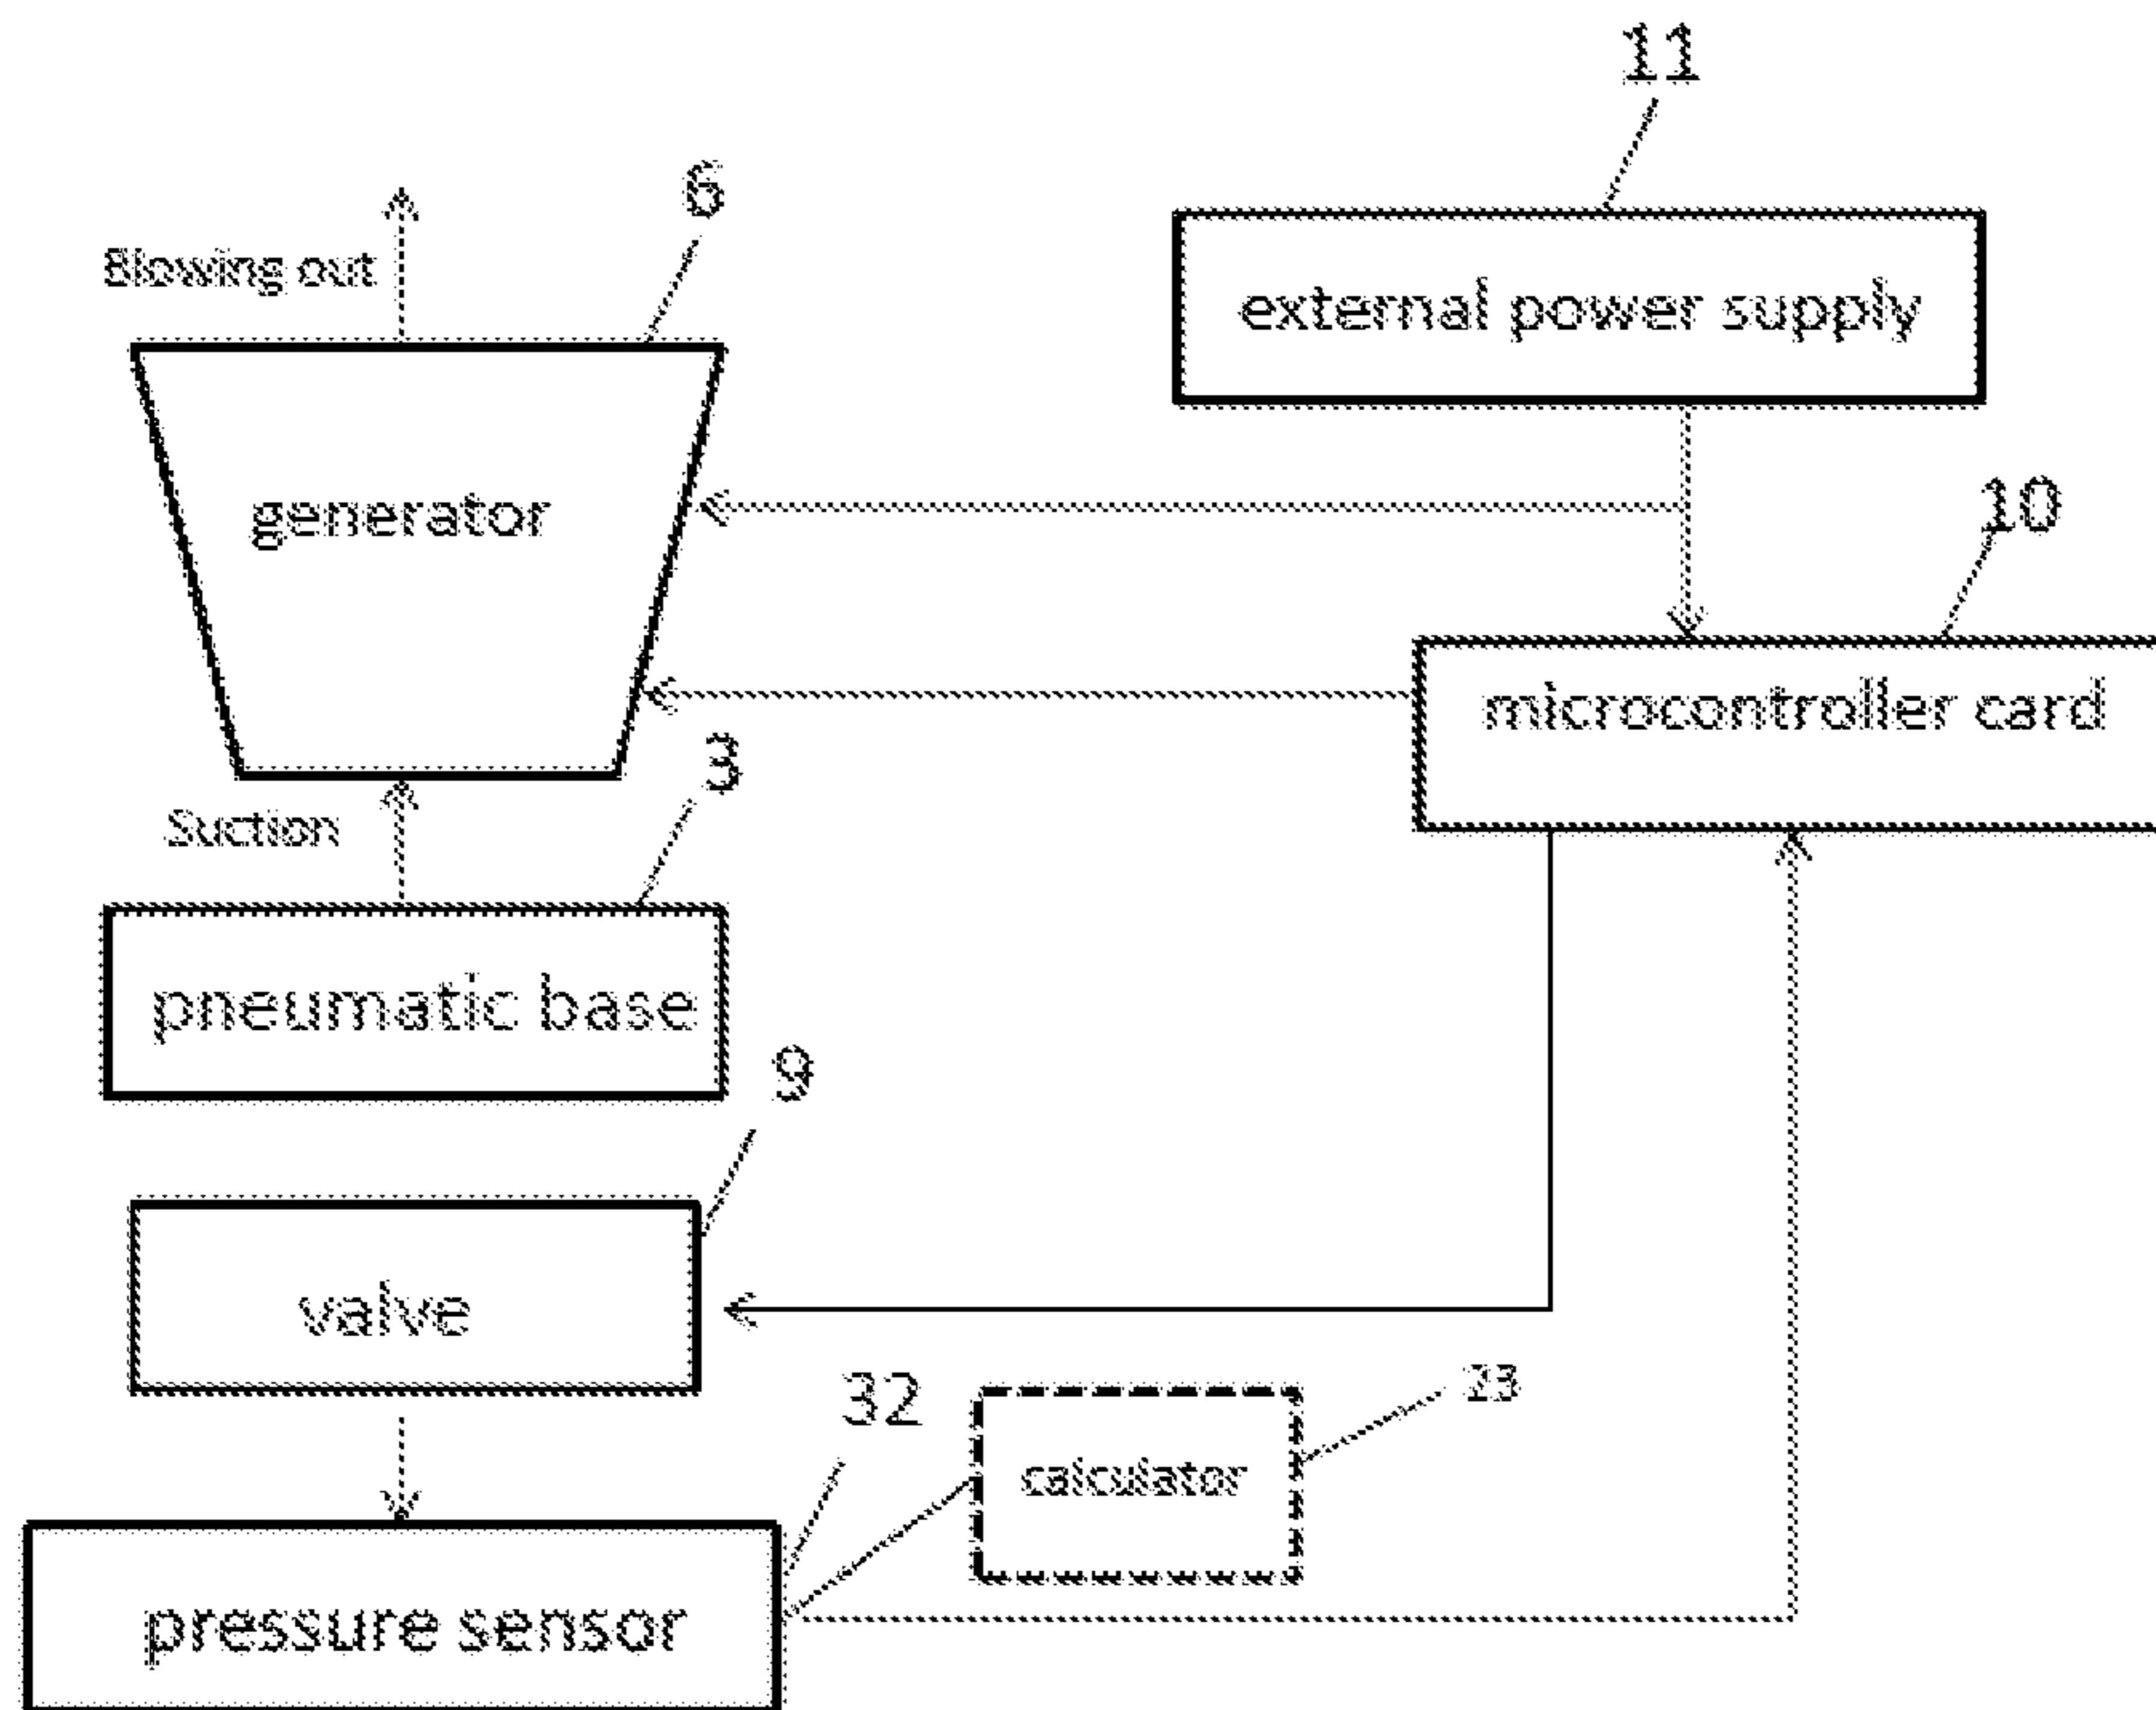 11
6
Blowing out
external power supply
generator
10
microcontroller card
3
Suction
pneumatic base
9
valve
32
23
calculator
pressure sensor